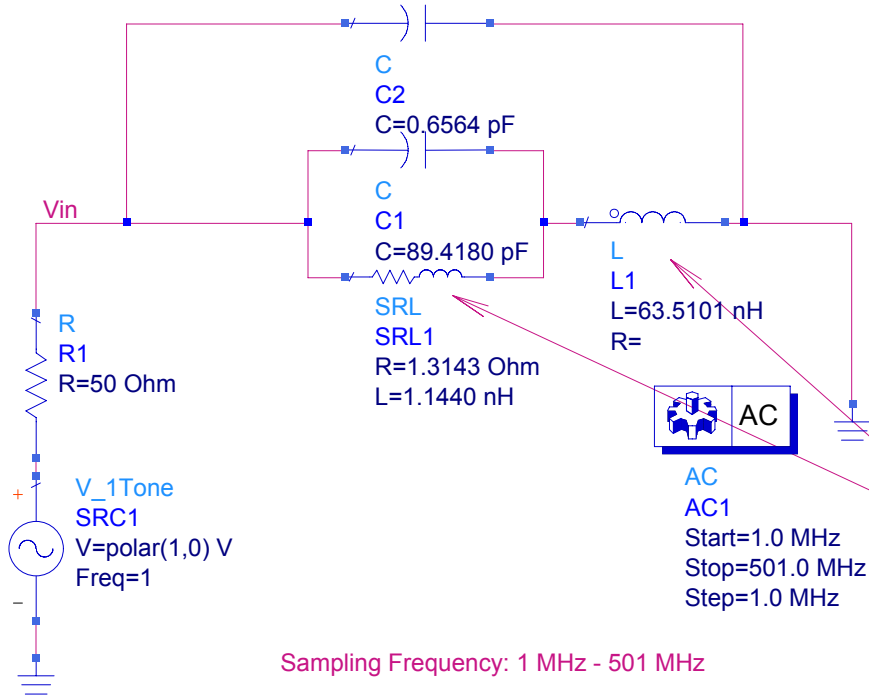 C
C2
C=0.6564 pF
Vin
C
C1
C=89.4180 pF
SRL
SRL1
R=1.3143 Ohm
L=1.1440 nH
L
L1
L=63.5101 nH
R=
R
R1
R=50 Ohm
AC
AC
AC1
Start=1.0 MHz
Stop=501.0 MHz
Step=1.0 MHz
+
V_1Tone
SRC1
V=polar(1,0) V
Freq=1
–
Sampling Frequency: 1 MHz - 501 MHz